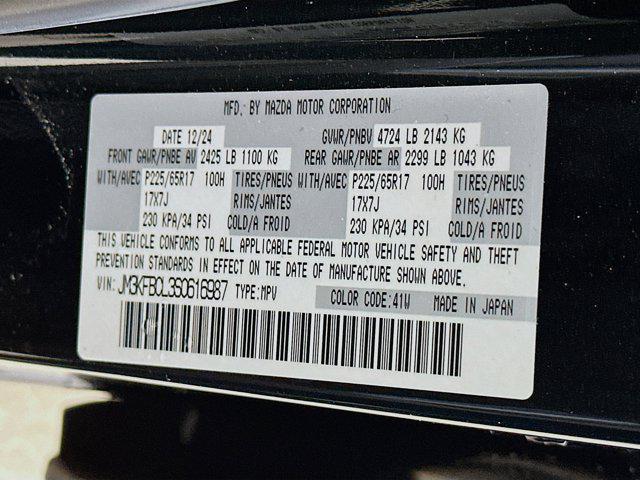 MFD. BY MAZDA MOTOR CORPORATION
DATE 12/24 GVWR/PNBV 4724 LB 2143 KG
FRONT GAWR/PNBE AV 2425 LB 1100 KG REAR GAWR/PNBE AR 2299 LB 1043 KG
WITH/AVEC P225/65R17 100H TIRES/PNEUS WITH/AVEC P225/65R17 100H TIRES/PNEUS
17X7J RIMS/JANTES 17X7J RIMS/JANTES
230 KPA/34 PSI COLD/A FROID 230 KPA/34 PSI COLD/A FROID
THIS VEHICLE CONFORMS TO ALL APPLICABLE FEDERAL MOTOR VEHICLE SAFETY AND THEFT
PREVENTION STANDARDS IN EFFECT ON THE DATE OF MANUFACTURE SHOWN ABOVE.
VIN: JM3KFBCL3S0616987 TYPE:MPV COLOR CODE:41W MADE IN JAPAN